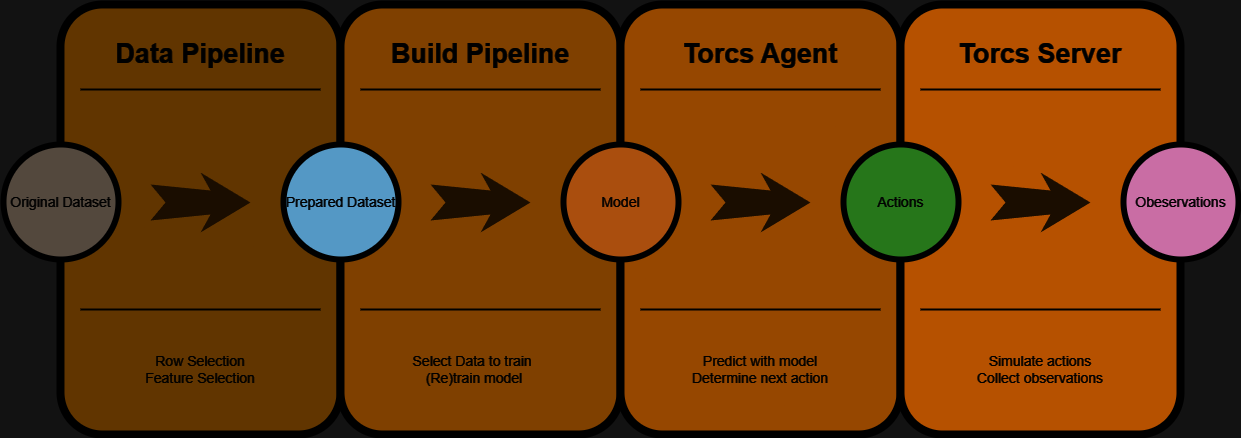 Data Pipeline
Build Pipeline
Torcs Agent
Torcs Server
Original Dataset
Prepared Dataset
Model
Actions
Obeservations
Row Selection
Feature Selection
Select Data to train
(Re)train model
Predict with model
Determine next action
Simulate actions
Collect observations